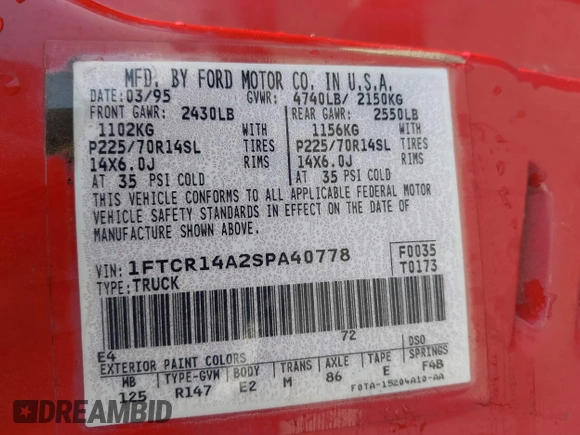 MFD. BY FORD MOTOR CO. IN U.S.A.
DATE: 03/95 GVWR: 4740LB/ 2150KG
FRONT GAWR: 2430LB REAR GAWR: 2550LB
1102KG WITH 1156KG WITH
P225/70R14SL TIRES P225/70R14SL TIRES
14X6.0J RIMS 14X6.0J RIMS
AT 35 PSI COLD AT 35 PSI COLD
THIS VEHICLE CONFORMS TO ALL APPLICABLE FEDERAL MOTOR
VEHICLE SAFETY STANDARDS IN EFFECT ON THE DATE OF
MANUFACTURE SHOWN ABOVE.
VIN: 1FTCR14A2SPA40778 F0035
TYPE: TRUCK T0173
E4 72
EXTERIOR PAINT COLORS DSO
MB TYPE-GVW BODY TRANS AXLE TAPE SPRINGS
125 R147 E2 M 86 E F4B
F0TA-15204A10-AA
DREAMBID